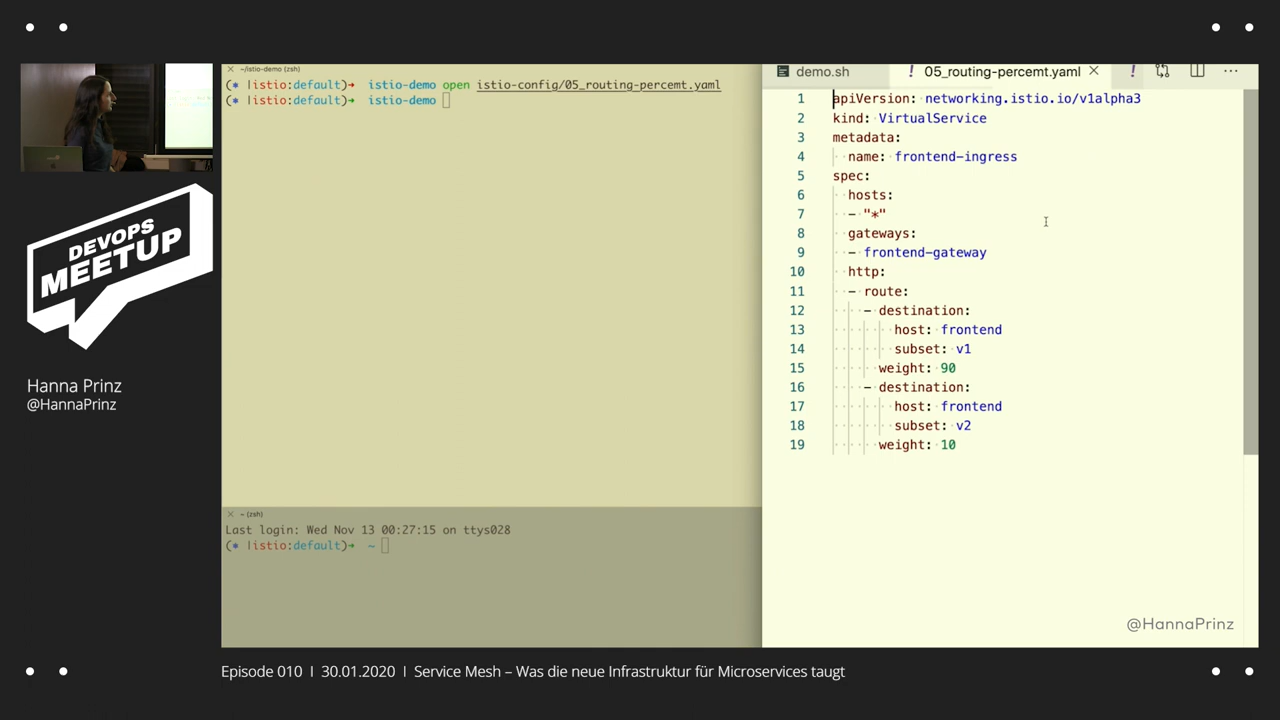 ~/istio-demo (zsh)
(* |istio:default)➜ istio-demo open istio-config/05_routing-percemt.yaml
(* |istio:default)➜ istio-demo
~ (zsh)
Last login: Wed Nov 13 00:27:15 on ttys028
(* |istio:default)➜ ~
demo.sh
! 05_routing-percemt.yaml
!
1 apiVersion: networking.istio.io/v1alpha3
2 kind: VirtualService
3 metadata:
4 name: frontend-ingress
5 spec:
6 hosts:
7 - "*"
8 gateways:
9 - frontend-gateway
10 http:
11 - route:
12 - destination:
13 host: frontend
14 subset: v1
15 weight: 90
16 - destination:
17 host: frontend
18 subset: v2
19 weight: 10
@HannaPrinz
DEVOPS
MEETUP
Hanna Prinz
@HannaPrinz
Episode 010 | 30.01.2020 | Service Mesh – Was die neue Infrastruktur für Microservices taugt